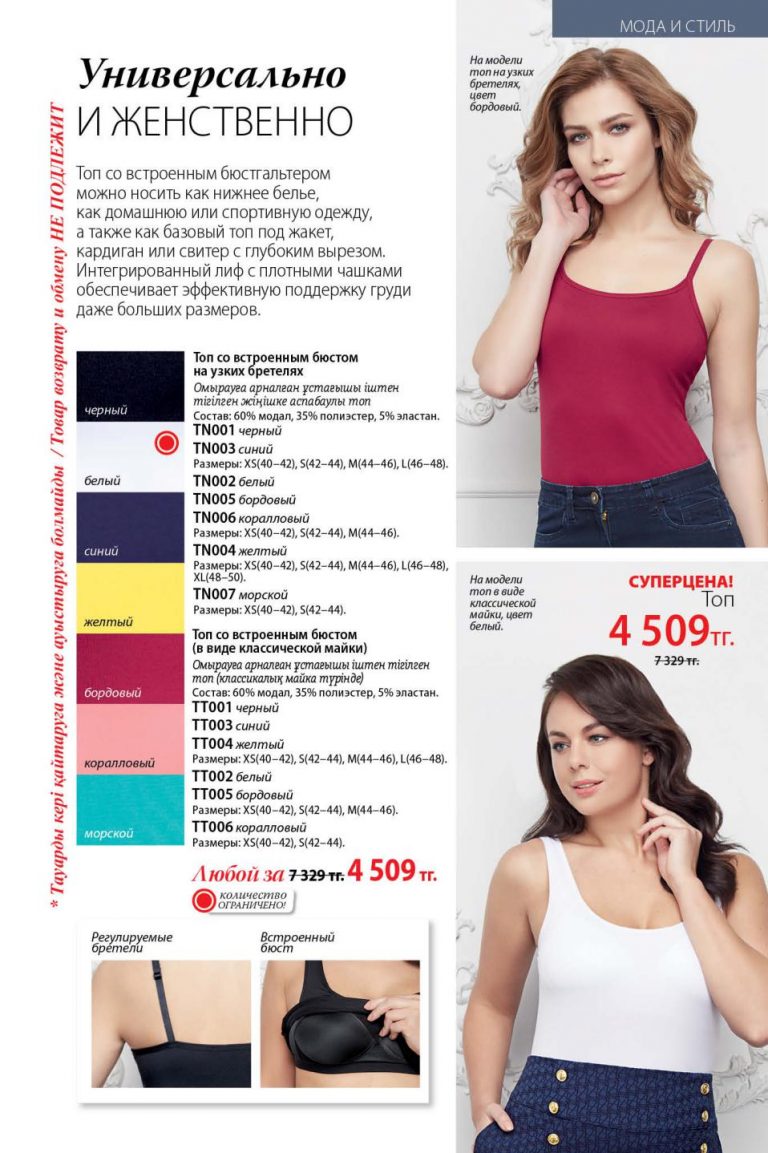 МОДА И СТИЛЬ
Универсально
И ЖЕНСТВЕННО
Топ со встроенным бюстгальтером
можно носить как нижнее белье,
как домашнюю или спортивную одежду,
а также как базовый топ под жакет,
кардиган или свитер с глубоким вырезом.
Интегрированный лиф с плотными чашками
обеспечивает эффективную поддержку груди
даже больших размеров.
* Тауарды кері қайтаруға және ауыстыруға болмайды / Товар возврату и обмену НЕ ПОДЛЕЖИТ
черный
белый
синий
желтый
бордовый
коралловый
морской
Топ со встроенным бюстом
на узких бретелях
Омырауға арналған ұстағышы іштен
тігілген жіңішке аспабаулы топ
Состав: 60% модал, 35% полиэстер, 5% эластан.
TN001 черный
TN003 синий
Размеры: XS(40–42), S(42–44), M(44–46), L(46–48).
TN002 белый
TN005 бордовый
TN006 коралловый
Размеры: XS(40–42), S(42–44), M(44–46).
TN004 желтый
Размеры: XS(40–42), S(42–44), M(44–46), L(46–48),
XL(48–50).
TN007 морской
Размеры: XS(40–42), S(42–44).
Топ со встроенным бюстом
(в виде классической майки)
Омырауға арналған ұстағышы іштен тігілген
топ (классикалық майка түрінде)
Состав: 60% модал, 35% полиэстер, 5% эластан.
TT001 черный
TT003 синий
TT004 желтый
Размеры: XS(40–42), S(42–44), M(44–46), L(46–48).
TT002 белый
TT005 бордовый
Размеры: XS(40–42), S(42–44), M(44–46).
TT006 коралловый
Размеры: XS(40–42), S(42–44).
Любой за 7 329 тг. 4 509 тг.
количество
ОГРАНИЧЕНО!
Регулируемые
бретели
Встроенный
бюст
На модели
топ на узких
бретелях,
цвет
бордовый.
На модели
топ в виде
классической
майки, цвет
белый.
СУПЕРЦЕНА!
Топ
4 509 тг.
7 329 тг.